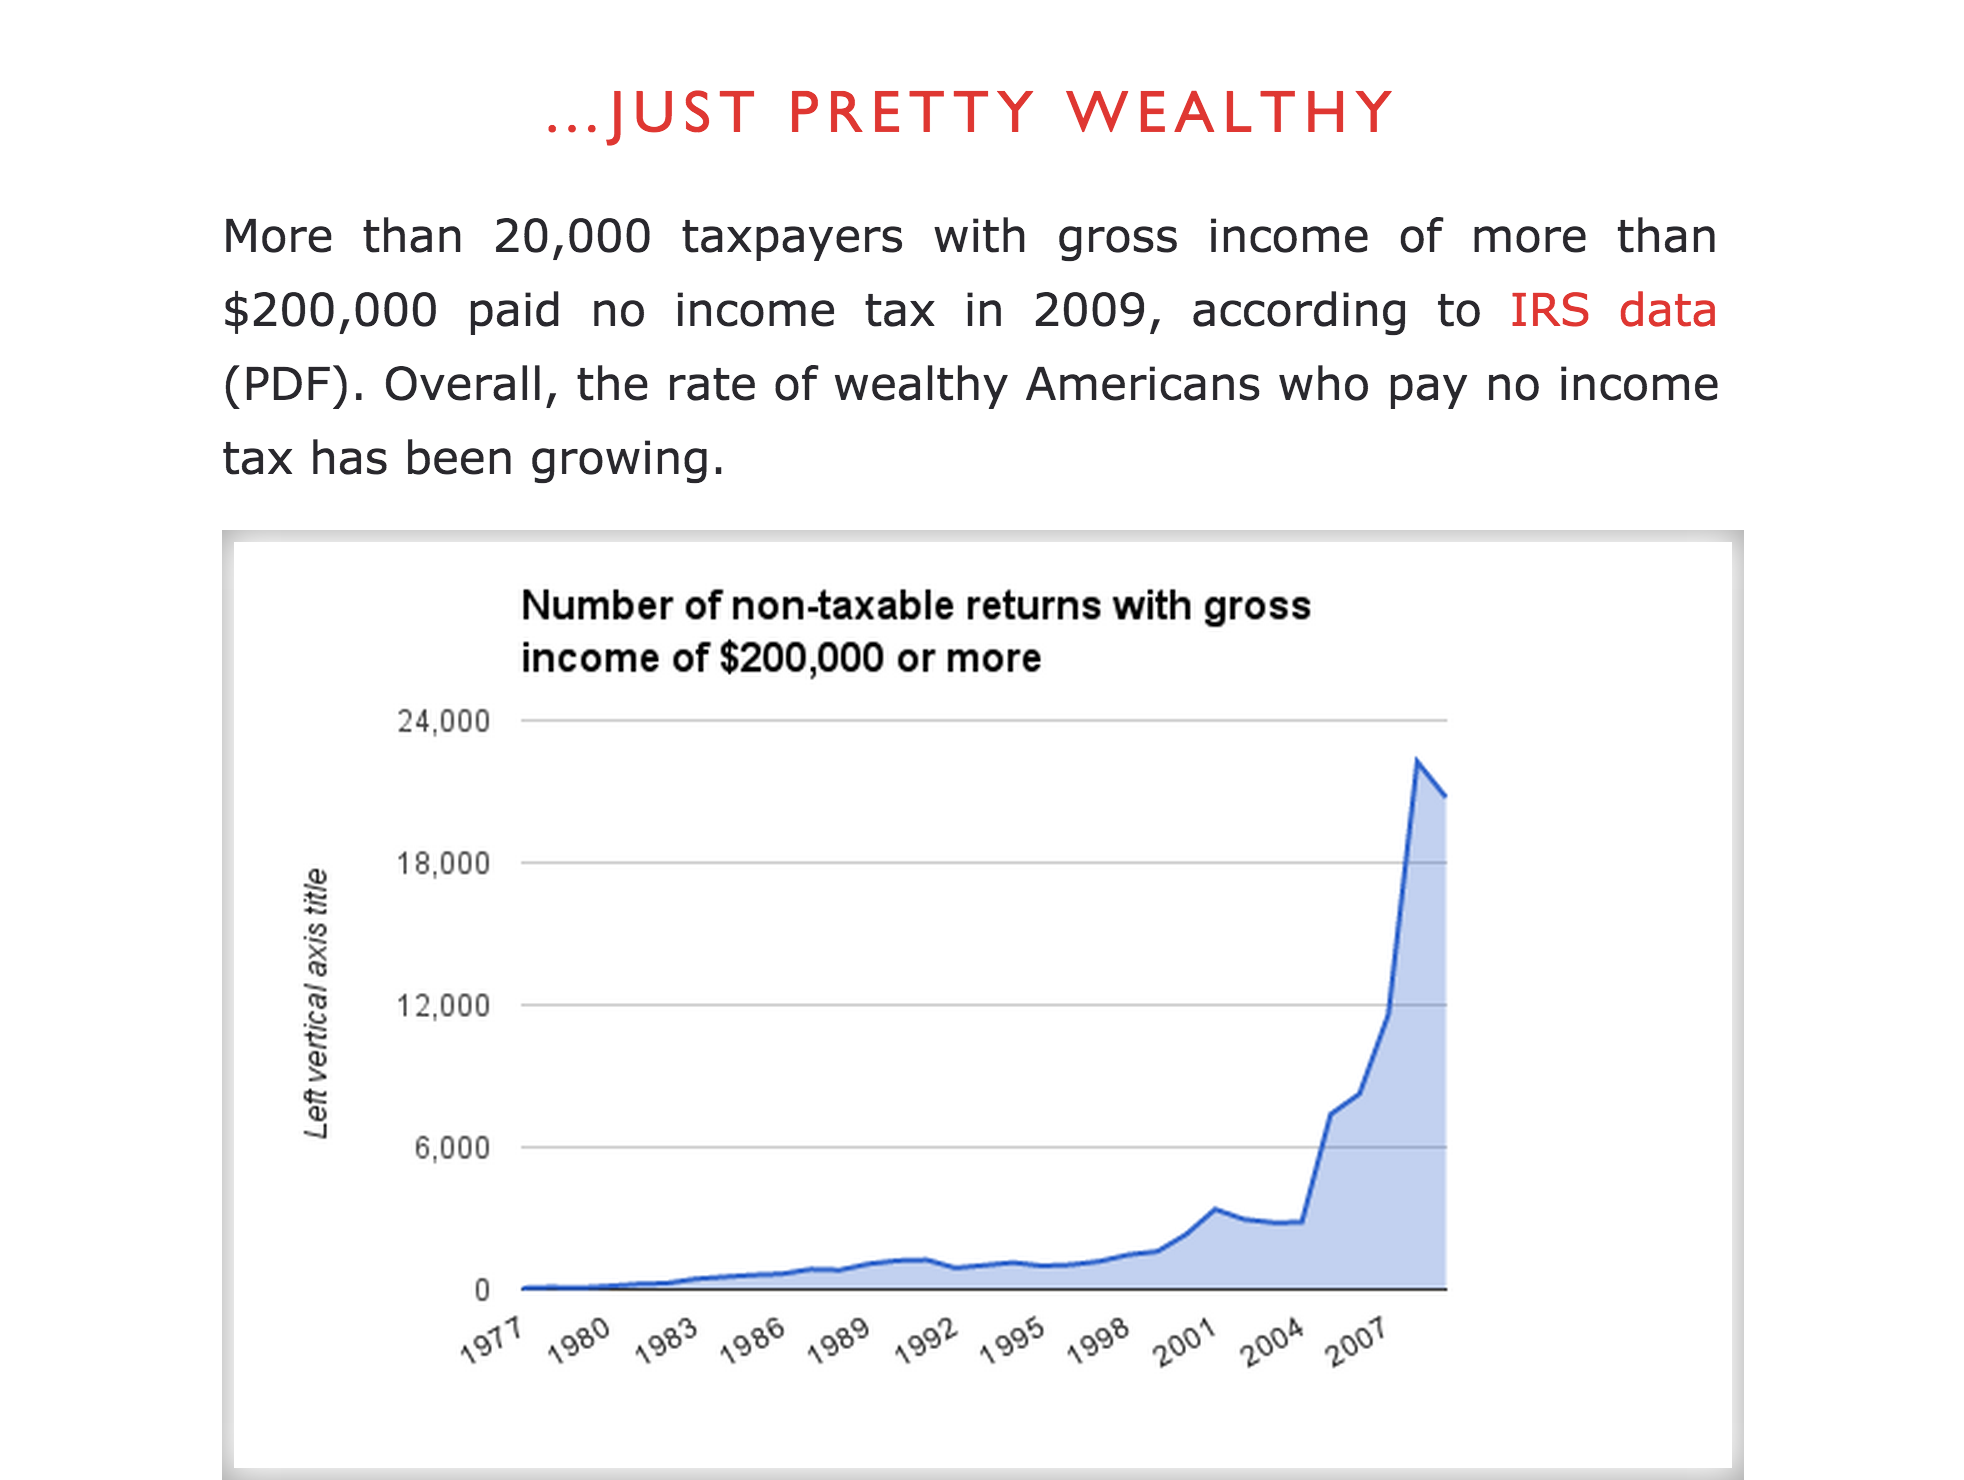 ...JUST PRETTY WEALTHY
More than 20,000 taxpayers with gross income of more than
$200,000 paid no income tax in 2009, according to IRS data
(PDF). Overall, the rate of wealthy Americans who pay no income
tax has been growing.
Number of non-taxable returns with gross
income of $200,000 or more
24,000
18,000
12,000
6,000
0
Left vertical axis title
1977
1980
1983
1986
1989
1992
1995
1998
2001
2004
2007